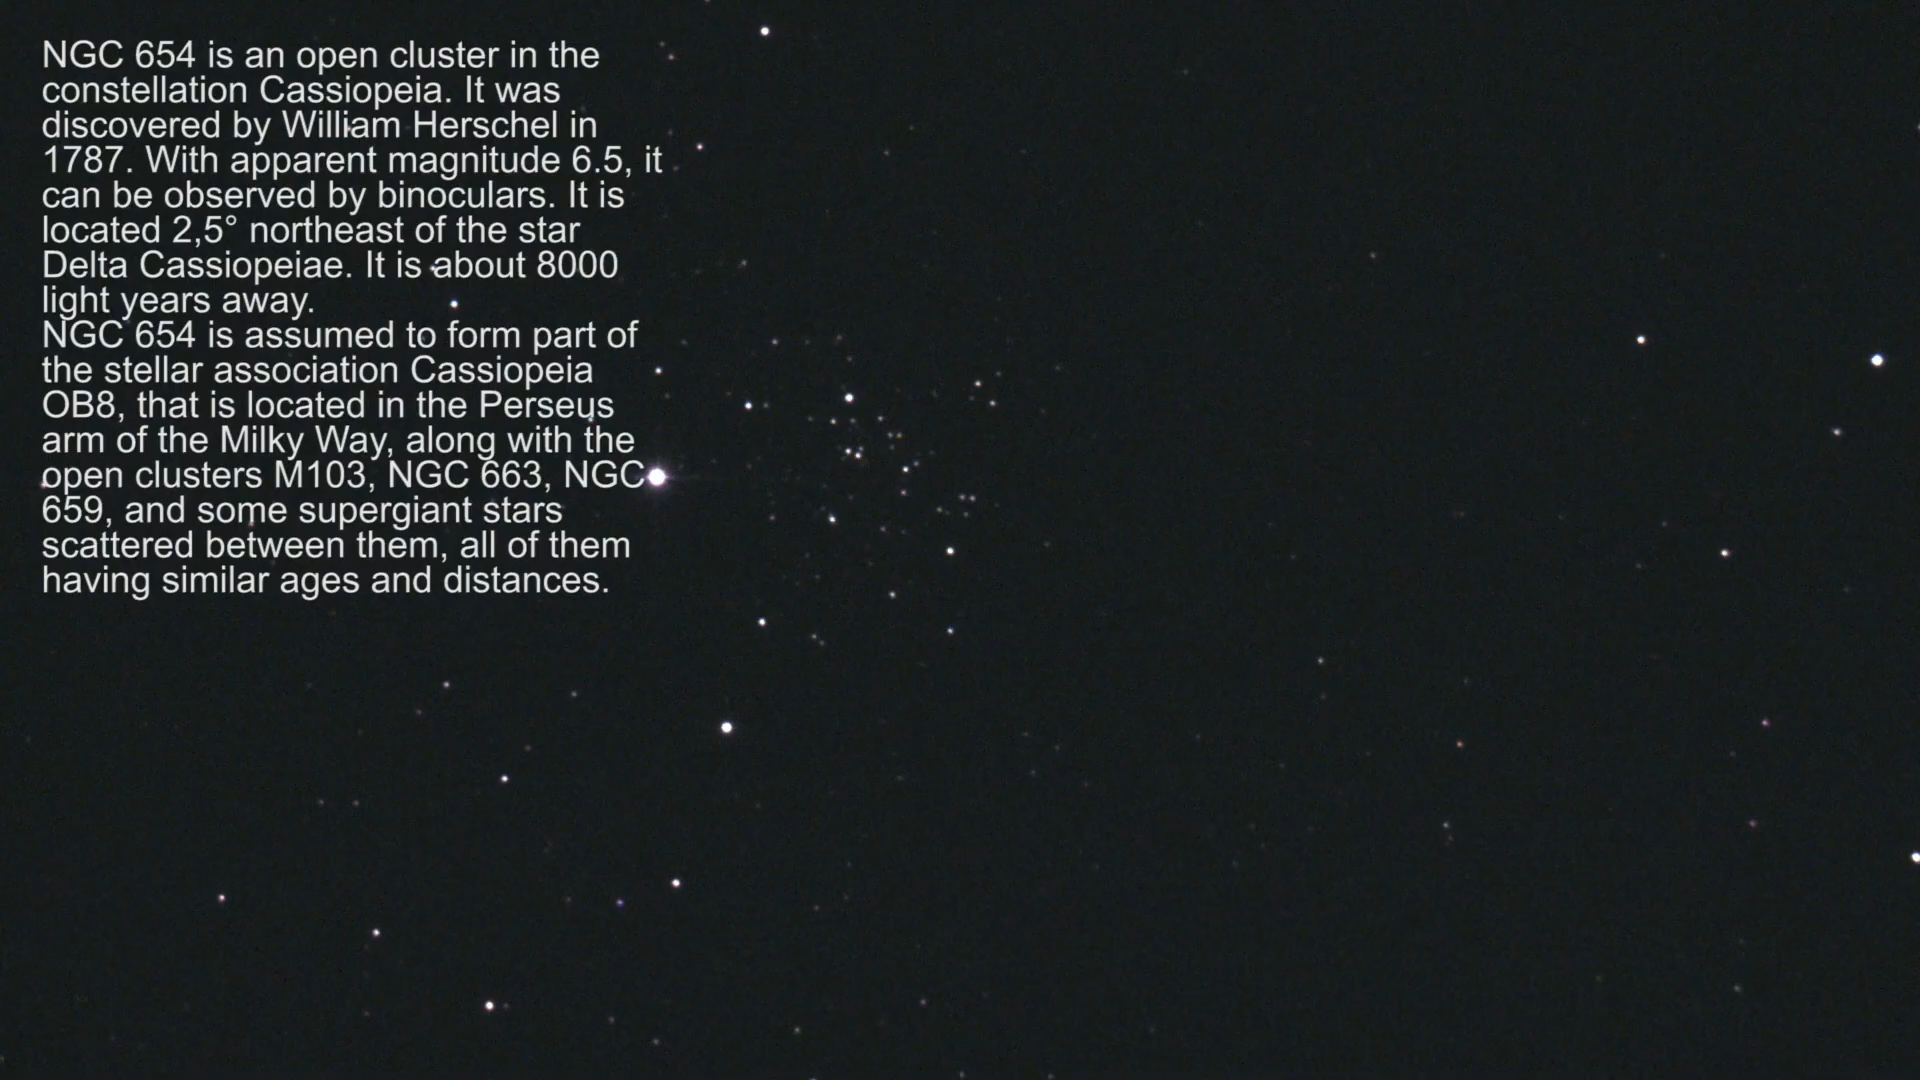 NGC 654 is an open cluster in the
constellation Cassiopeia. It was
discovered by William Herschel in
1787. With apparent magnitude 6.5, it
can be observed by binoculars. It is
located 2,5° northeast of the star
Delta Cassiopeiae. It is about 8000
light years away.
NGC 654 is assumed to form part of
the stellar association Cassiopeia
OB8, that is located in the Perseus
arm of the Milky Way, along with the
open clusters M103, NGC 663, NGC
659, and some supergiant stars
scattered between them, all of them
having similar ages and distances.